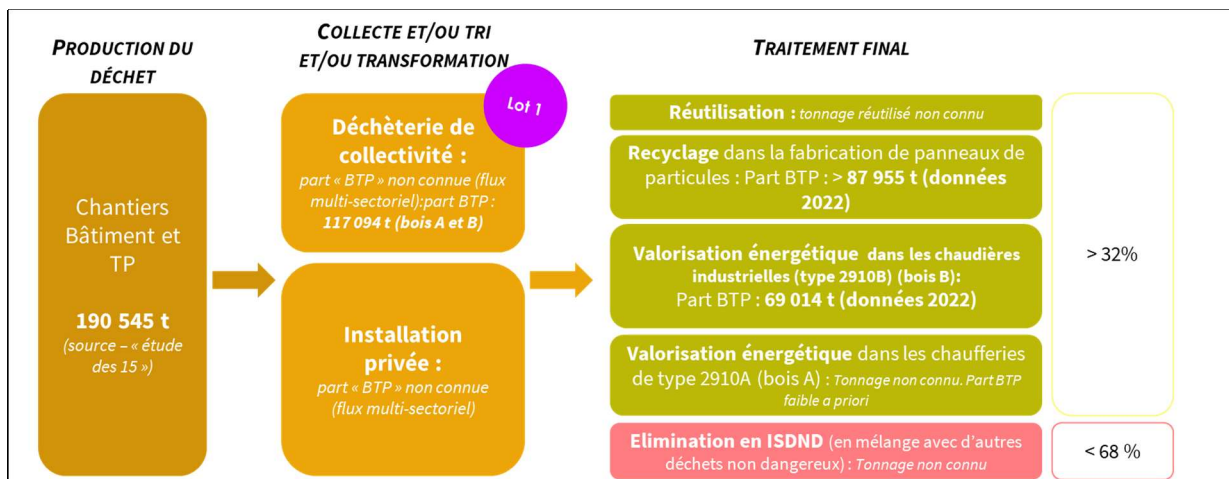 PRODUCTION DU
DÉCHET
COLLECTE ET/OU TRI
ET/OU TRANSFORMATION
TRAITEMENT FINAL
Chantiers
Bâtiment et
TP
190 545 t
(source – « étude
des 15 »)
Lot 1
Déchèterie de
collectivité :
part « BTP » non connue (flux
multi-sectoriel):part BTP :
117 094 t (bois A et B)
Installation
privée :
part « BTP » non connue
(flux multi-sectoriel)
Réutilisation : tonnage réutilisé non connu
Recyclage dans la fabrication de panneaux de
particules : Part BTP : > 87 955 t (données
2022)
Valorisation énergétique dans les chaudières
industrielles (type 2910B) (bois B):
Part BTP : 69 014 t (données 2022)
Valorisation énergétique dans les chaufferies
de type 2910A (bois A) : Tonnage non connu. Part BTP
faible a priori
Elimination en ISDND (en mélange avec d'autres
déchets non dangereux) : Tonnage non connu
> 32%
< 68 %